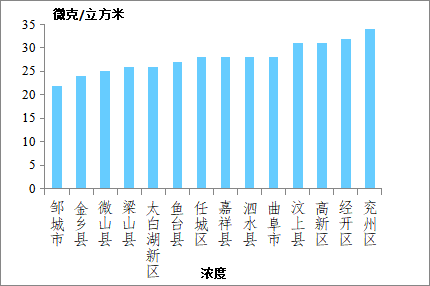 微克/立方米
35
30
25
20
15
10
5
0
邹城市
金乡县
微山县
梁山县
太白湖新区
鱼台县
任城区
嘉祥县
泗水县
曲阜市
汶上县
高新区
经开区
兖州区
浓度